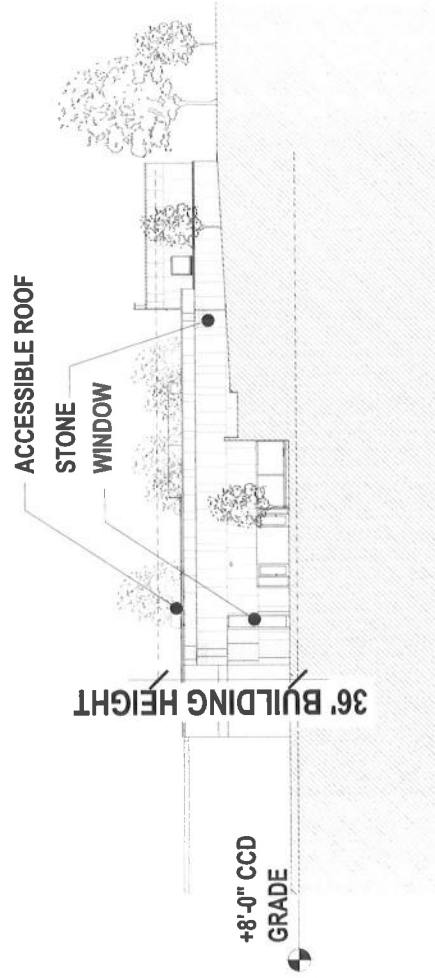 ACCESSIBLE ROOF
STONE
WINDOW
36' BUILDING HEIGHT
+8'-0" CCD
GRADE